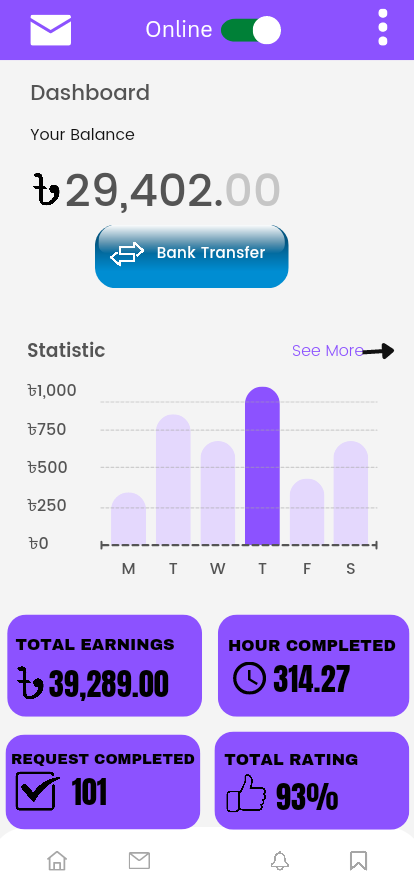 Online
Dashboard
Your Balance
৳29,402.00
Bank Transfer
Statistic See More
৳1,000
৳750
৳500
৳250
৳0
M T W T F S
TOTAL EARNINGS
৳39,289.00
HOUR COMPLETED
314.27
REQUEST COMPLETED
101
TOTAL RATING
93%